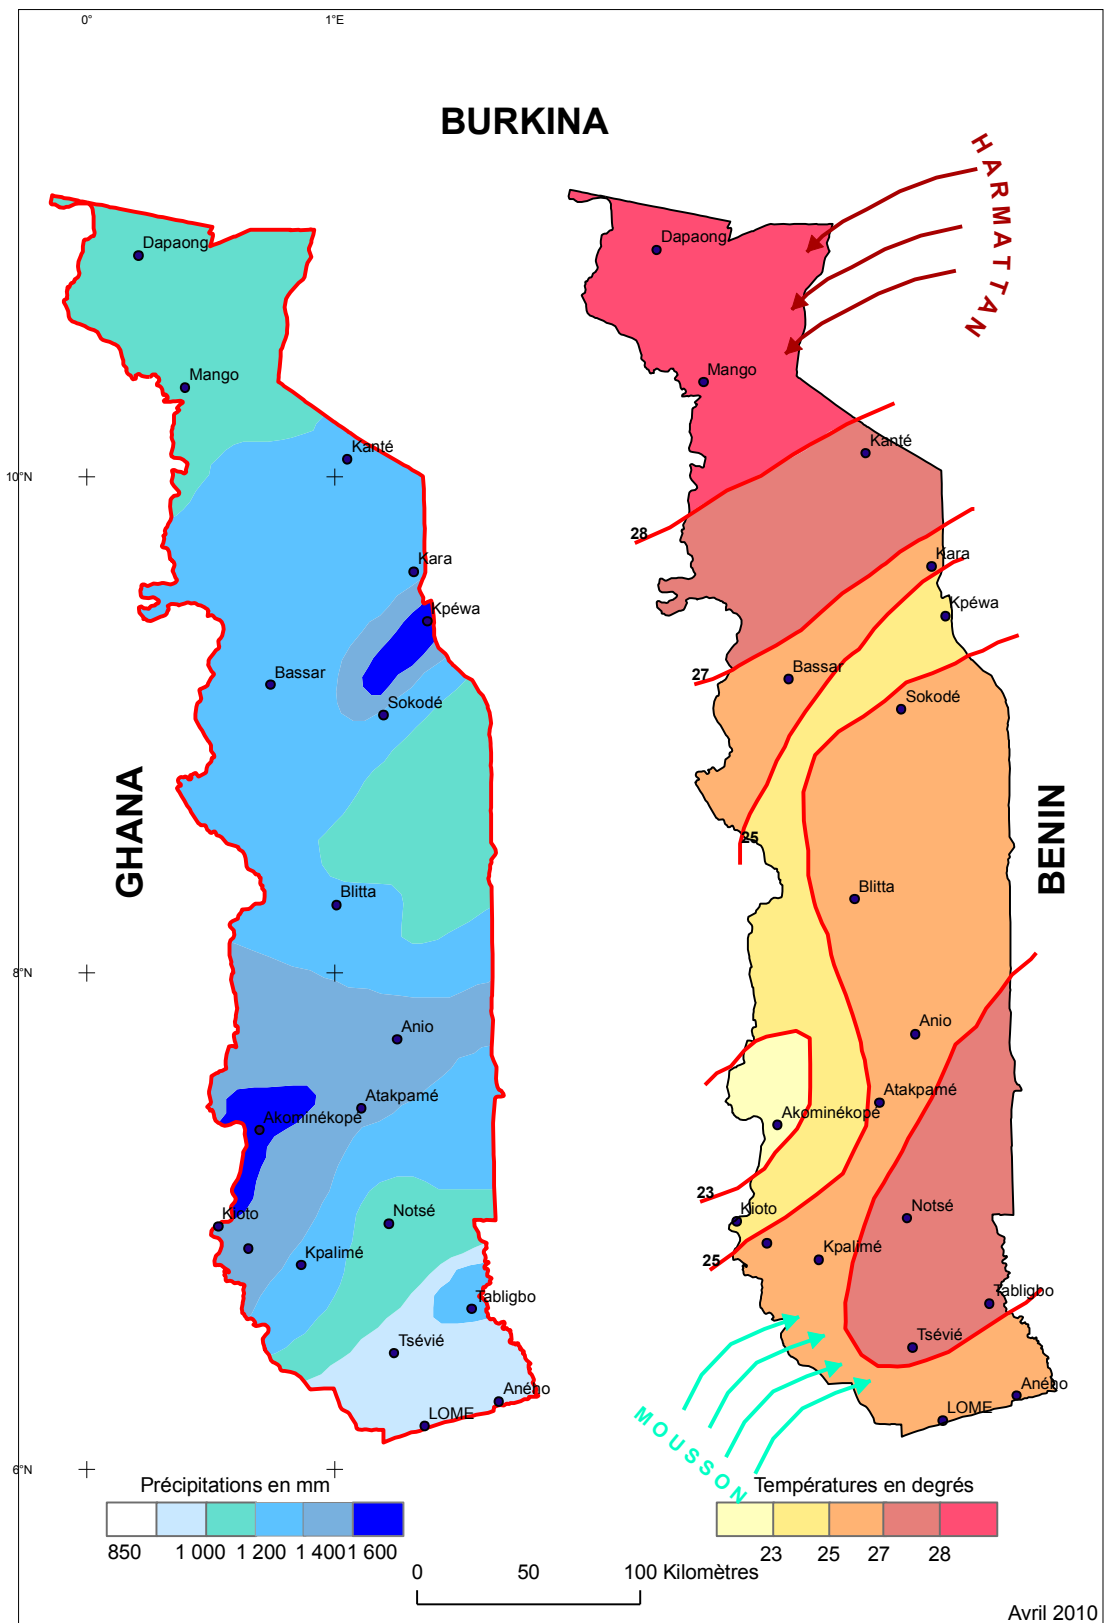 0°
1°E
BURKINA
HARMATTAN
Dapaong
Mango
Kanté
10°N
Kara
Kpéwa
Bassar
Sokodé
GHANA
Blitta
8°N
Anio
Atakpamé
Akominékopé
Kloto
Notsé
Kpalimé
Tabligbo
Tsévié
Aného
LOME
6°N
Dapaong
Mango
Kanté
28
Kara
Kpéwa
27
Bassar
Sokodé
25
BENIN
Blitta
Anio
Atakpamé
Akominékopé
23
Kloto
Notsé
25
Kpalimé
Tabligbo
Tsévié
Aného
LOME
MOUSSON
Précipitations en mm
850 1 000 1 200 1 400 1 600
Températures en degrés
23 25 27 28
0 50 100 Kilomètres
Avril 2010